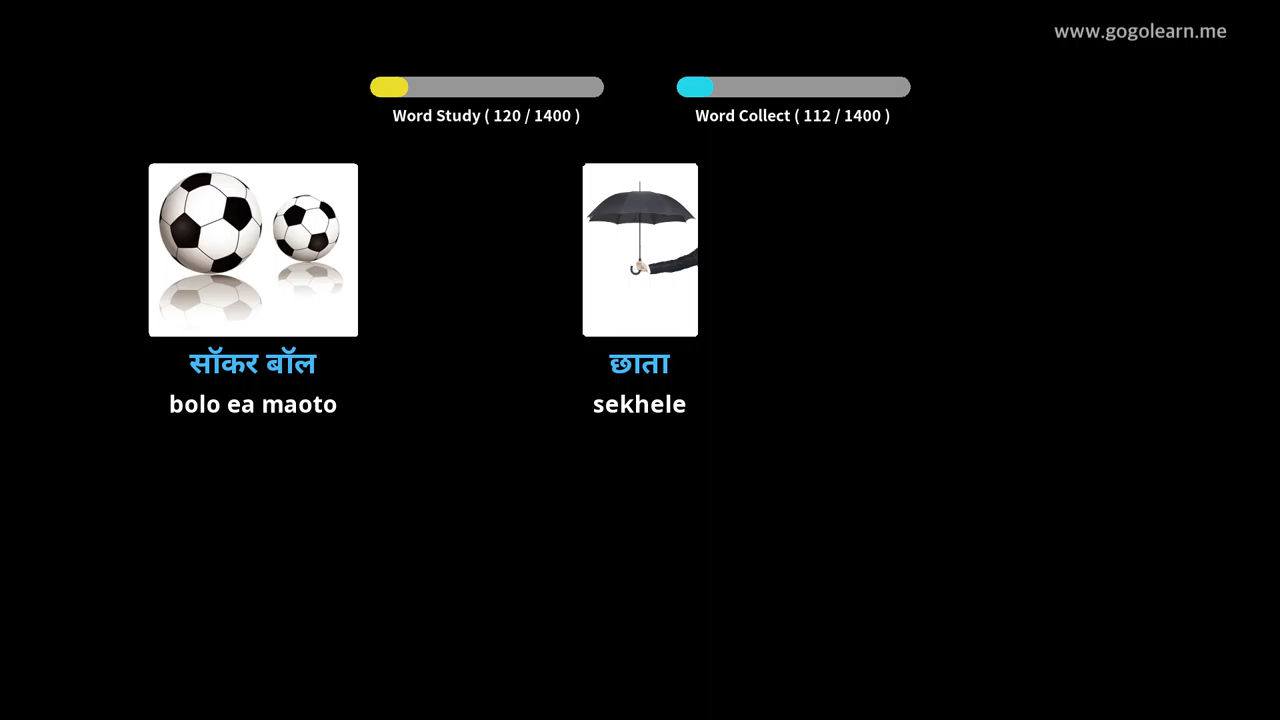 www.gogolearn.me
Word Study ( 120 / 1400 )
Word Collect ( 112 / 1400 )
सॉकर बॉल
bolo ea maoto
छाता
sekhele